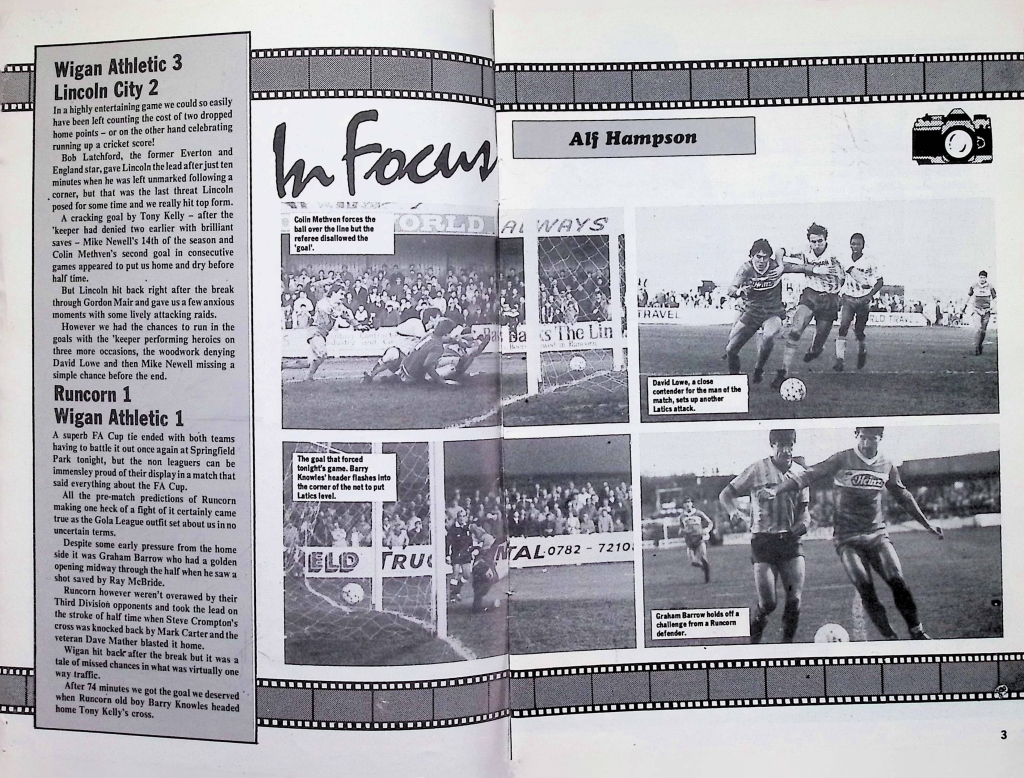 Wigan Athletic 3
Lincoln City 2
In a highly entertaining game we could so easily
have been left counting the cost of two dropped
home points – or on the other hand celebrating
running up a cricket score!
Bob Latchford, the former Everton and
England star, gave Lincoln the lead after just ten
minutes when he was left unmarked following a
corner, but that was the last threat Lincoln
posed for some time and we really hit top form.
A cracking goal by Tony Kelly – after the
'keeper had denied two earlier with brilliant
saves – Mike Newell's 14th of the season and
Colin Methven's second goal in consecutive
games appeared to put us home and dry before
half time.
But Lincoln hit back right after the break
through Gordon Mair and gave us a few anxious
moments with some lively attacking raids.
However we had the chances to run in the
goals with the 'keeper performing heroics on
three more occasions, the woodwork denying
David Lowe and then Mike Newell missing a
simple chance before the end.
Runcorn 1
Wigan Athletic 1
A superb FA Cup tie ended with both teams
having to battle it out once again at Springfield
Park tonight, but the non leaguers can be
immensley proud of their display in a match that
said everything about the FA Cup.
All the pre-match predictions of Runcorn
making one heck of a fight of it certainly came
true as the Gola League outfit set about us in no
uncertain terms.
Despite some early pressure from the home
side it was Graham Barrow who had a golden
opening midway through the half when he saw a
shot saved by Ray McBride.
Runcorn however weren't overawed by their
Third Division opponents and took the lead on
the stroke of half time when Steve Crompton's
cross was knocked back by Mark Carter and the
veteran Dave Mather blasted it home.
Wigan hit back after the break but it was a
tale of missed chances in what was virtually one
way traffic.
After 74 minutes we got the goal we deserved
when Runcorn old boy Barry Knowles headed
home Tony Kelly's cross.
In Focus
Alf Hampson
Colin Methven forces the
ball over the line but the
referee disallowed the
'goal'.
WORLD
ALWAYS
Banks The Lin
TRAVEL
RLD TRAVEL
David Lowe, a close
contender for the man of the
match, sets up another
Latics attack.
The goal that forced
tonight's game. Barry
Knowles' header flashes into
the corner of the net to put
Latics level.
IELD TRUC
TAL 0782 - 7210
Heinz
Heinz
Graham Barrow holds off a
challenge from a Runcorn
defender.
3